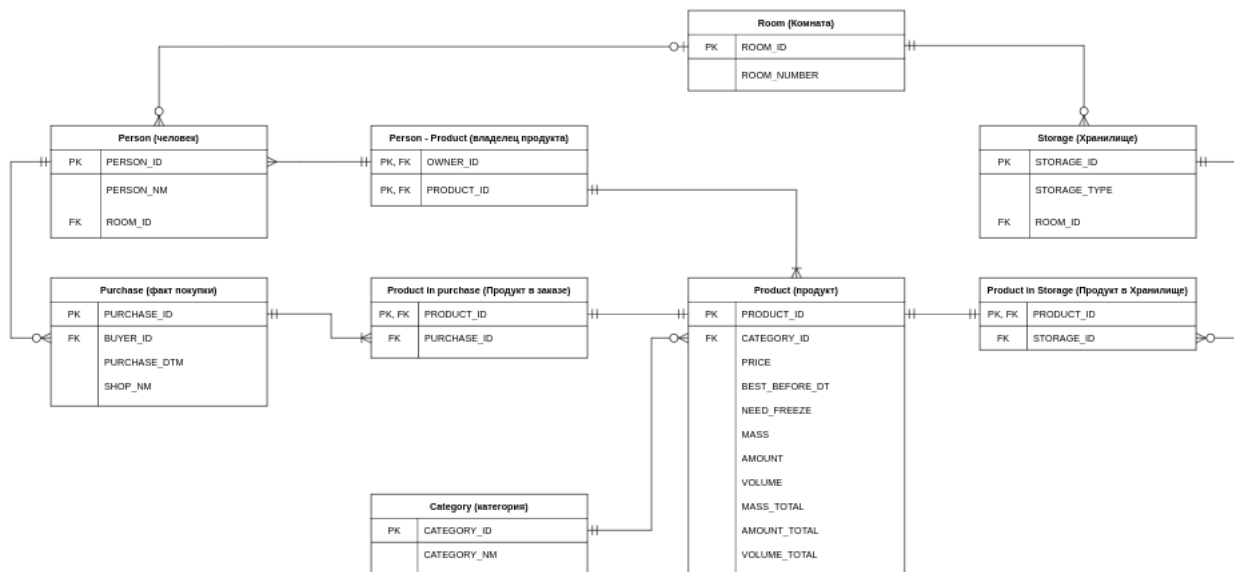 Room (Комната)
PK ROOM_ID
ROOM_NUMBER
Person (человек)
PK PERSON_ID
PERSON_NM
FK ROOM_ID
Person - Product (владелец продукта)
PK, FK OWNER_ID
PK, FK PRODUCT_ID
Storage (Хранилище)
PK STORAGE_ID
STORAGE_TYPE
FK ROOM_ID
Purchase (факт покупки)
PK PURCHASE_ID
FK BUYER_ID
PURCHASE_DTM
SHOP_NM
Product in purchase (Продукт в заказе)
PK, FK PRODUCT_ID
FK PURCHASE_ID
Product (продукт)
PK PRODUCT_ID
FK CATEGORY_ID
PRICE
BEST_BEFORE_DT
NEED_FREEZE
MASS
AMOUNT
VOLUME
MASS_TOTAL
AMOUNT_TOTAL
VOLUME_TOTAL
Product in Storage (Продукт в Хранилище)
PK, FK PRODUCT_ID
FK STORAGE_ID
Category (категория)
PK CATEGORY_ID
CATEGORY_NM